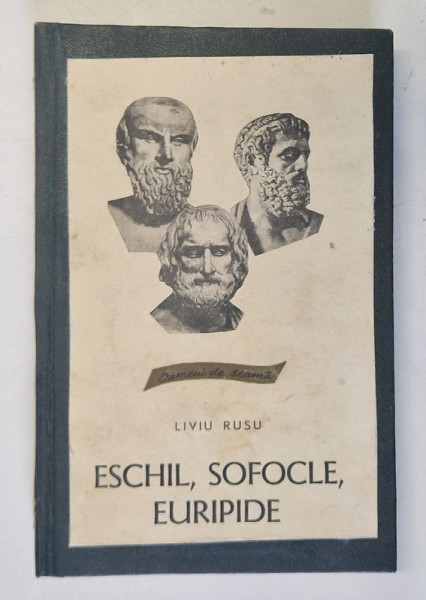 Oameni de seamă
LIVIU RUSU
ESCHIL, SOFOCLE,
EURIPIDE